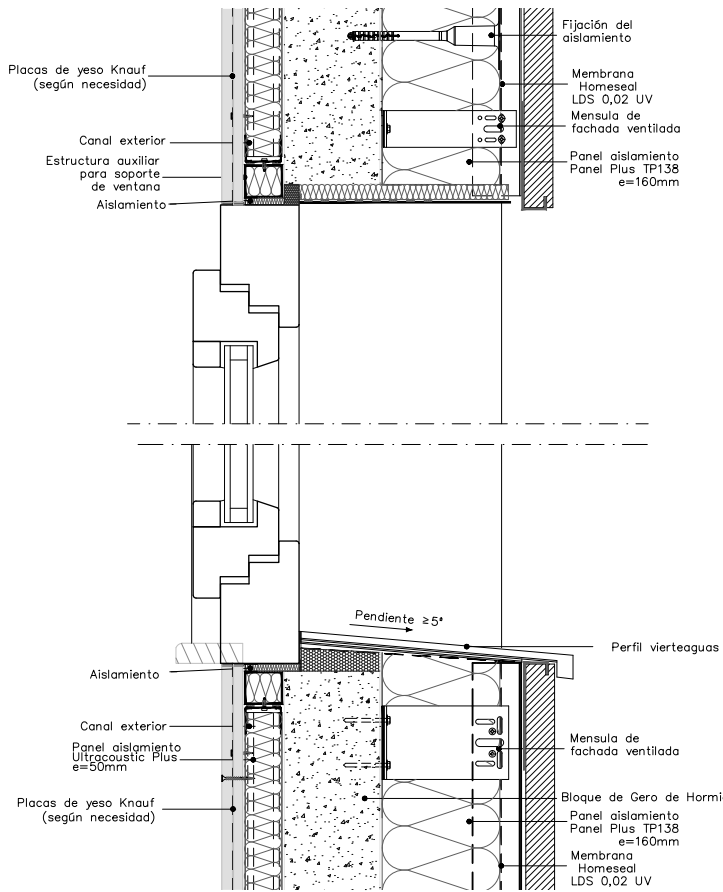 Fijación del
aislamiento
Placas de yeso Knauf
(según necesidad)
Membrana
Homeseal
LDS 0,02 UV
Mensula de
fachada ventilada
Canal exterior
Estructura auxiliar
para soporte
de ventana
Panel aislamiento
Panel Plus TP138
e=160mm
Aislamiento
Pendiente ≥5°
Perfil vierteaguas
Aislamiento
Canal exterior
Panel aislamiento
Ultracoustic Plus
e=50mm
Mensula de
fachada ventilada
Placas de yeso Knauf
(según necesidad)
Bloque de Gero de Hormi
Panel aislamiento
Panel Plus TP138
e=160mm
Membrana
Homeseal
LDS 0,02 UV